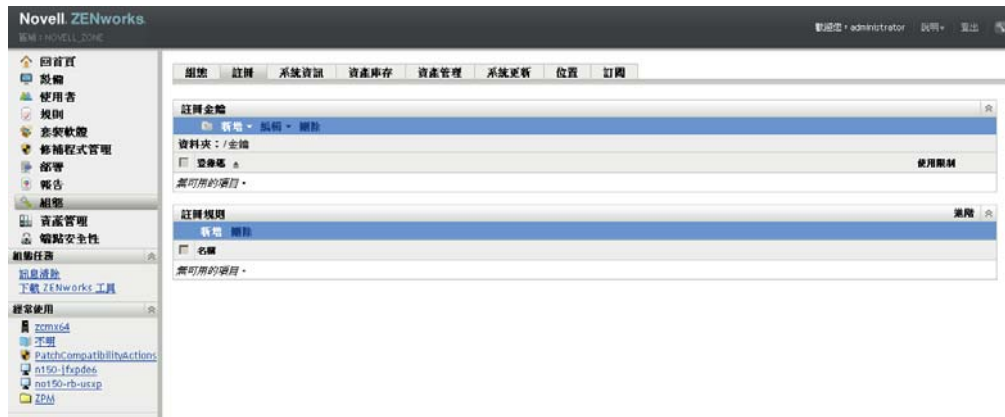 Novell. ZENworks.
區域：NOVELL_ZONE
歡迎您，administrator 說明 登出
回首頁
設備
使用者
規則
套裝軟體
修補程式管理
部署
報告
組態
資產管理
端點安全性
組態任務
訊息清除
下載 ZENworks 工具
經常使用
zcmx64
不明
PatchCompatibilityActions
n150-jfxpde6
no150-rb-usxp
ZPM
組態 註冊 系統資訊 資產庫存 資產管理 系統更新 位置 訂閱
註冊金鑰
新增 編輯 刪除
資料夾：/金鑰
登錄碼 使用限制
無可用的項目。
註冊規則 進階
新增 刪除
名稱
無可用的項目。